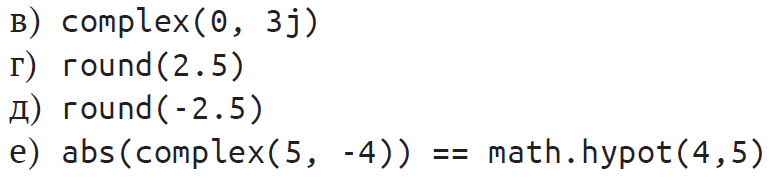 в) complex(0, 3j)
г) round(2.5)
д) round(-2.5)
е) abs(complex(5, -4)) == math.hypot(4,5)